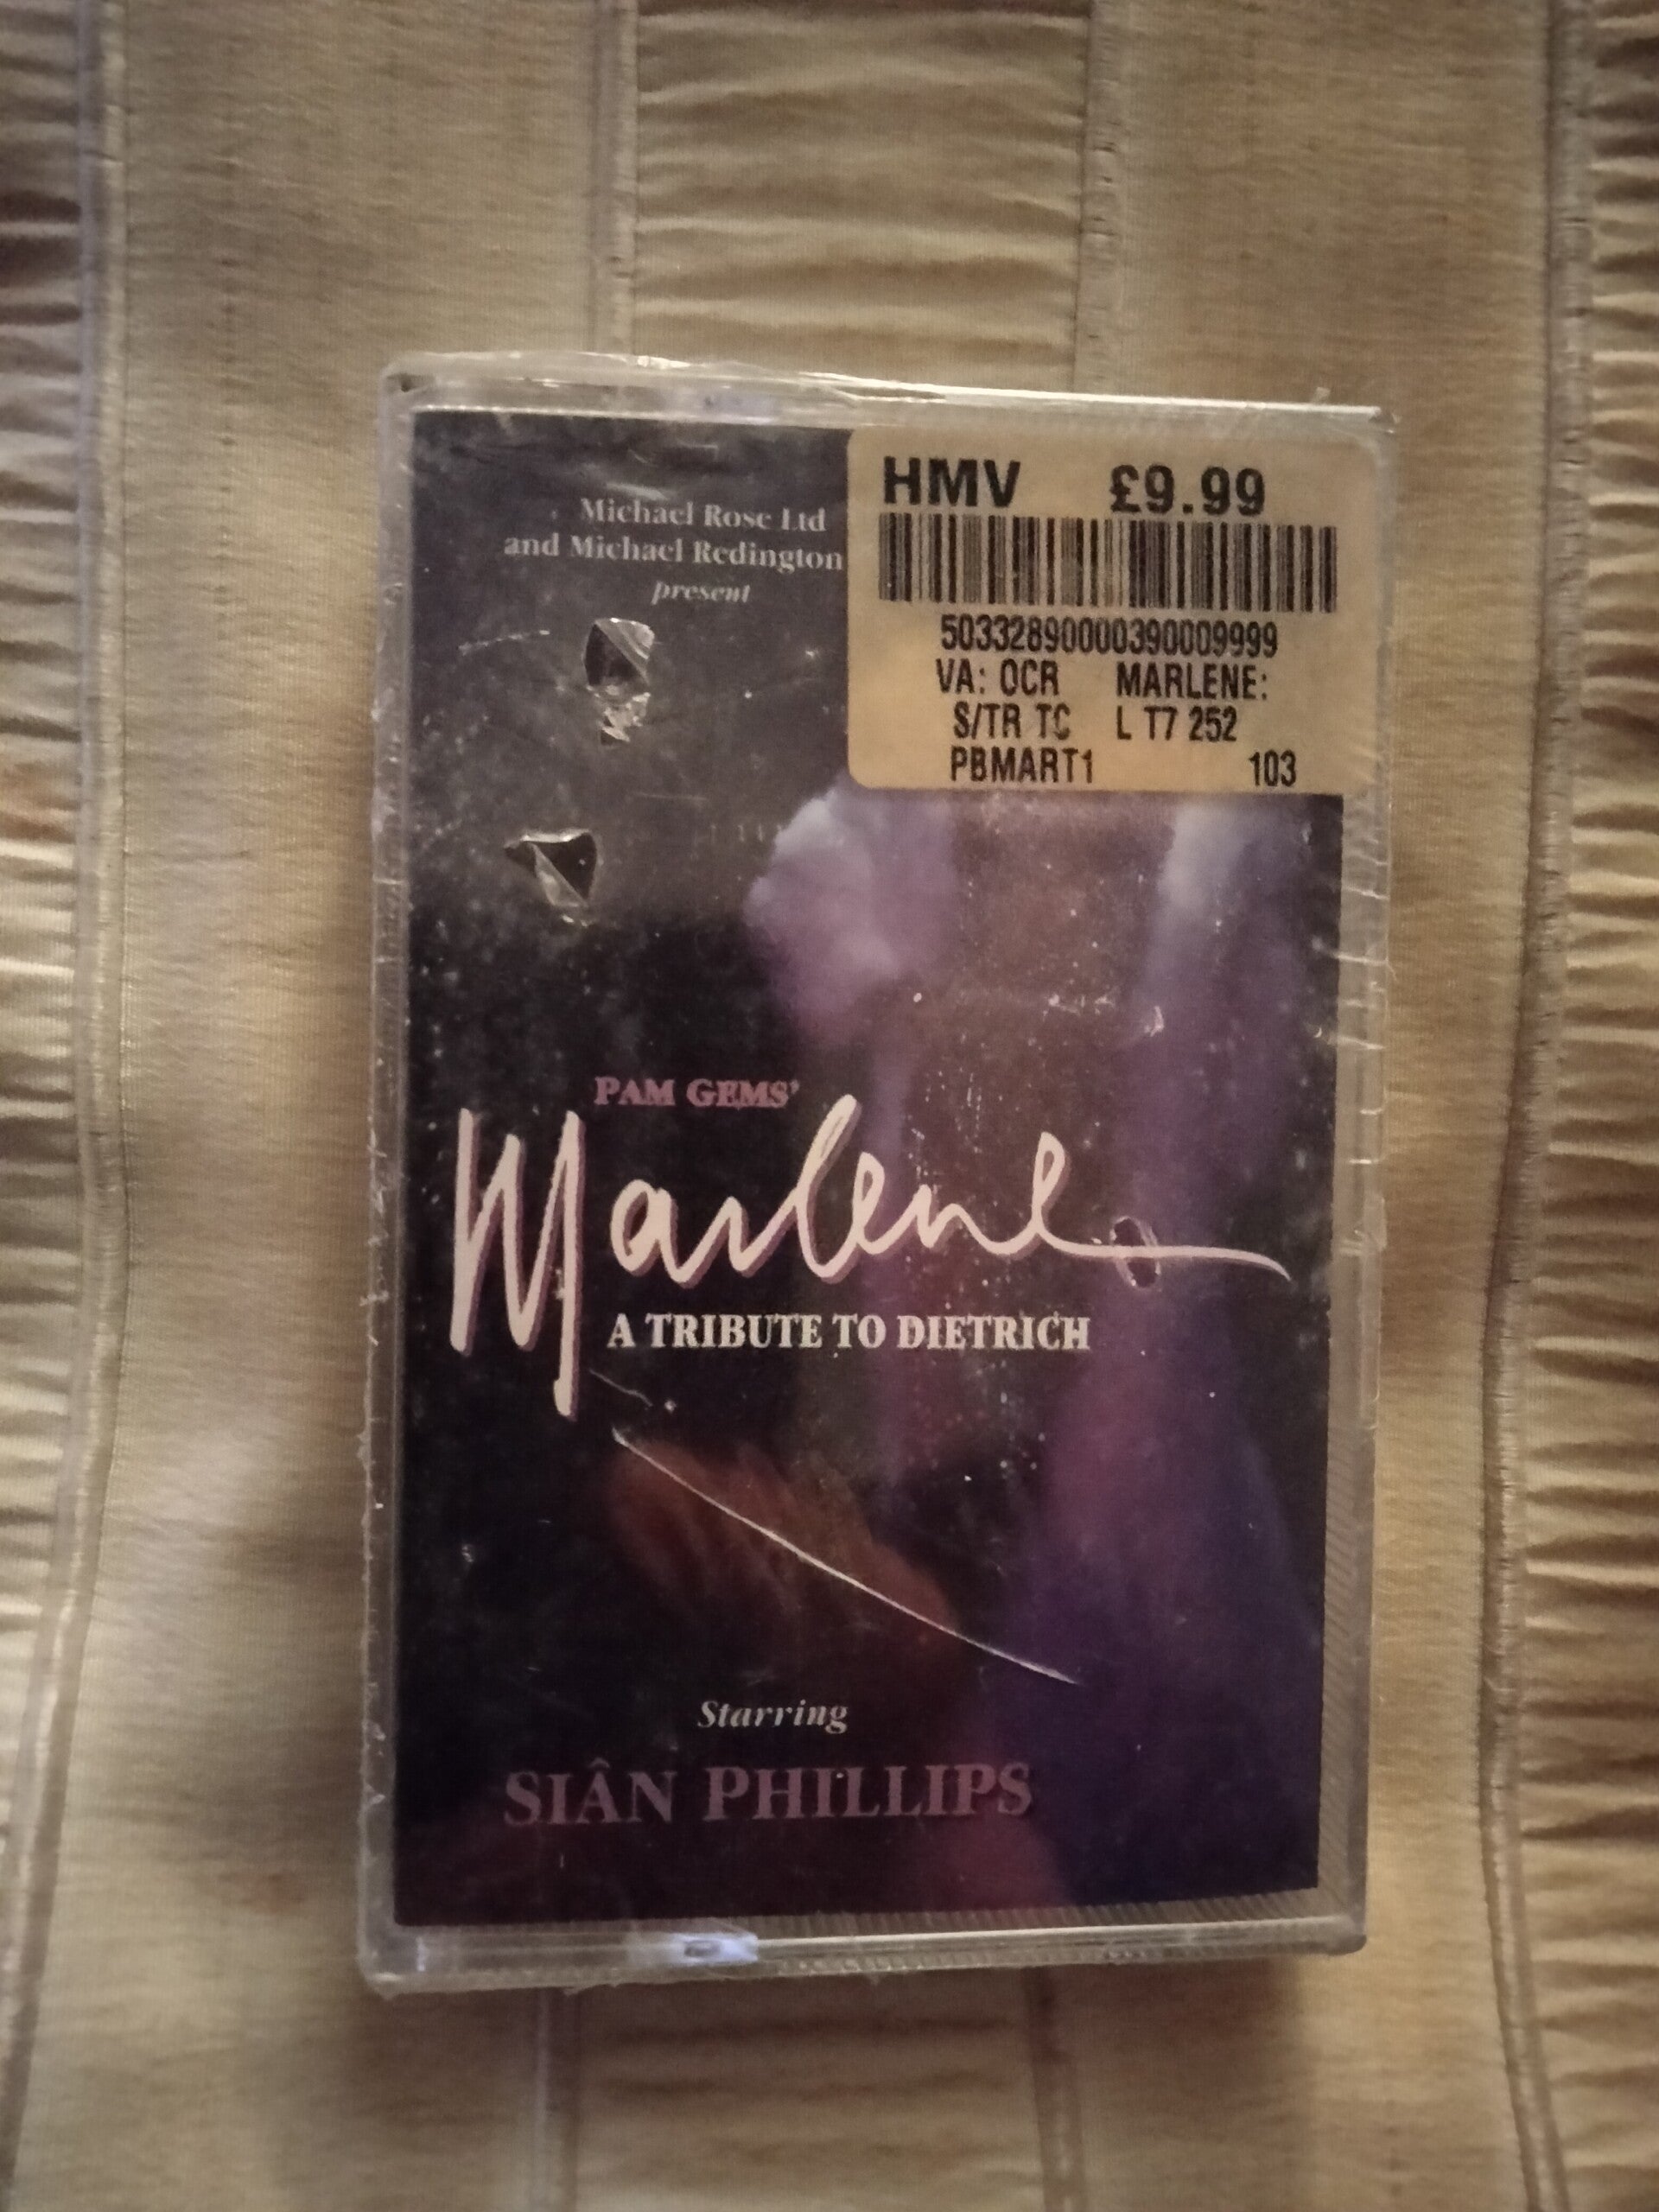 Michael Rose Ltd
and Michael Redington
present
HMV £9.99
50332890000390009999
VA: OCR MARLENE:
S/TR TC L T7 252
PBMART1 103
PAM GEMS'
Marlene
A TRIBUTE TO DIETRICH
Starring
SIÂN PHILLIPS